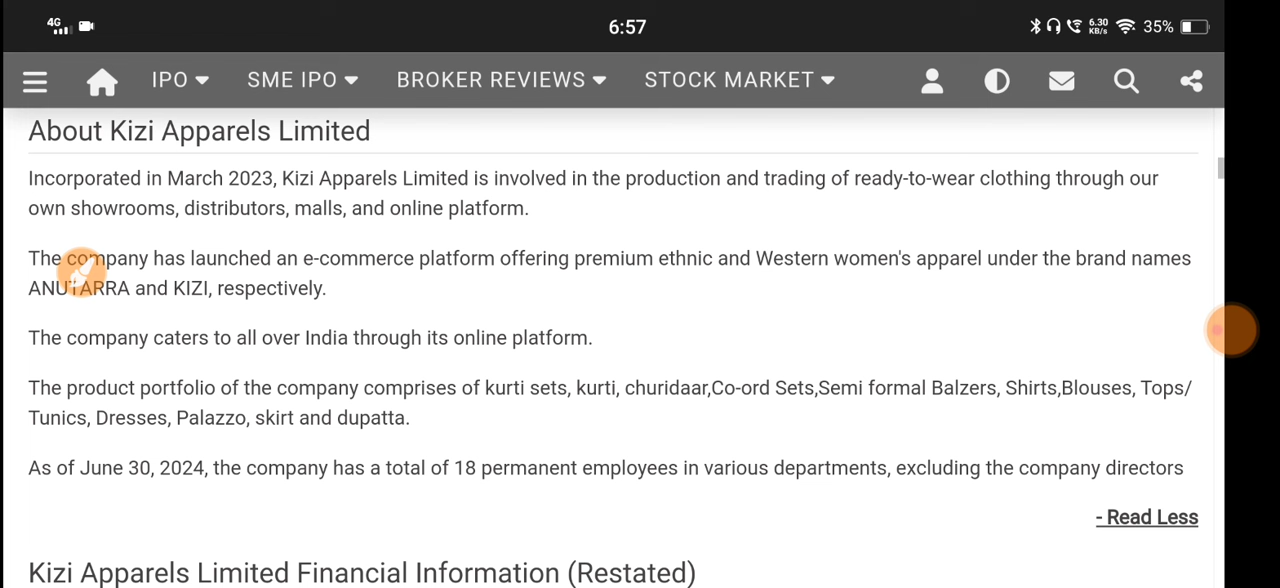 4G 6:57 6.30 KB/s 35%
IPO SME IPO BROKER REVIEWS STOCK MARKET
About Kizi Apparels Limited
Incorporated in March 2023, Kizi Apparels Limited is involved in the production and trading of ready-to-wear clothing through our
own showrooms, distributors, malls, and online platform.
The company has launched an e-commerce platform offering premium ethnic and Western women's apparel under the brand names
ANUTARRA and KIZI, respectively.
The company caters to all over India through its online platform.
The product portfolio of the company comprises of kurti sets, kurti, churidaar,Co-ord Sets,Semi formal Balzers, Shirts,Blouses, Tops/
Tunics, Dresses, Palazzo, skirt and dupatta.
As of June 30, 2024, the company has a total of 18 permanent employees in various departments, excluding the company directors
- Read Less
Kizi Apparels Limited Financial Information (Restated)